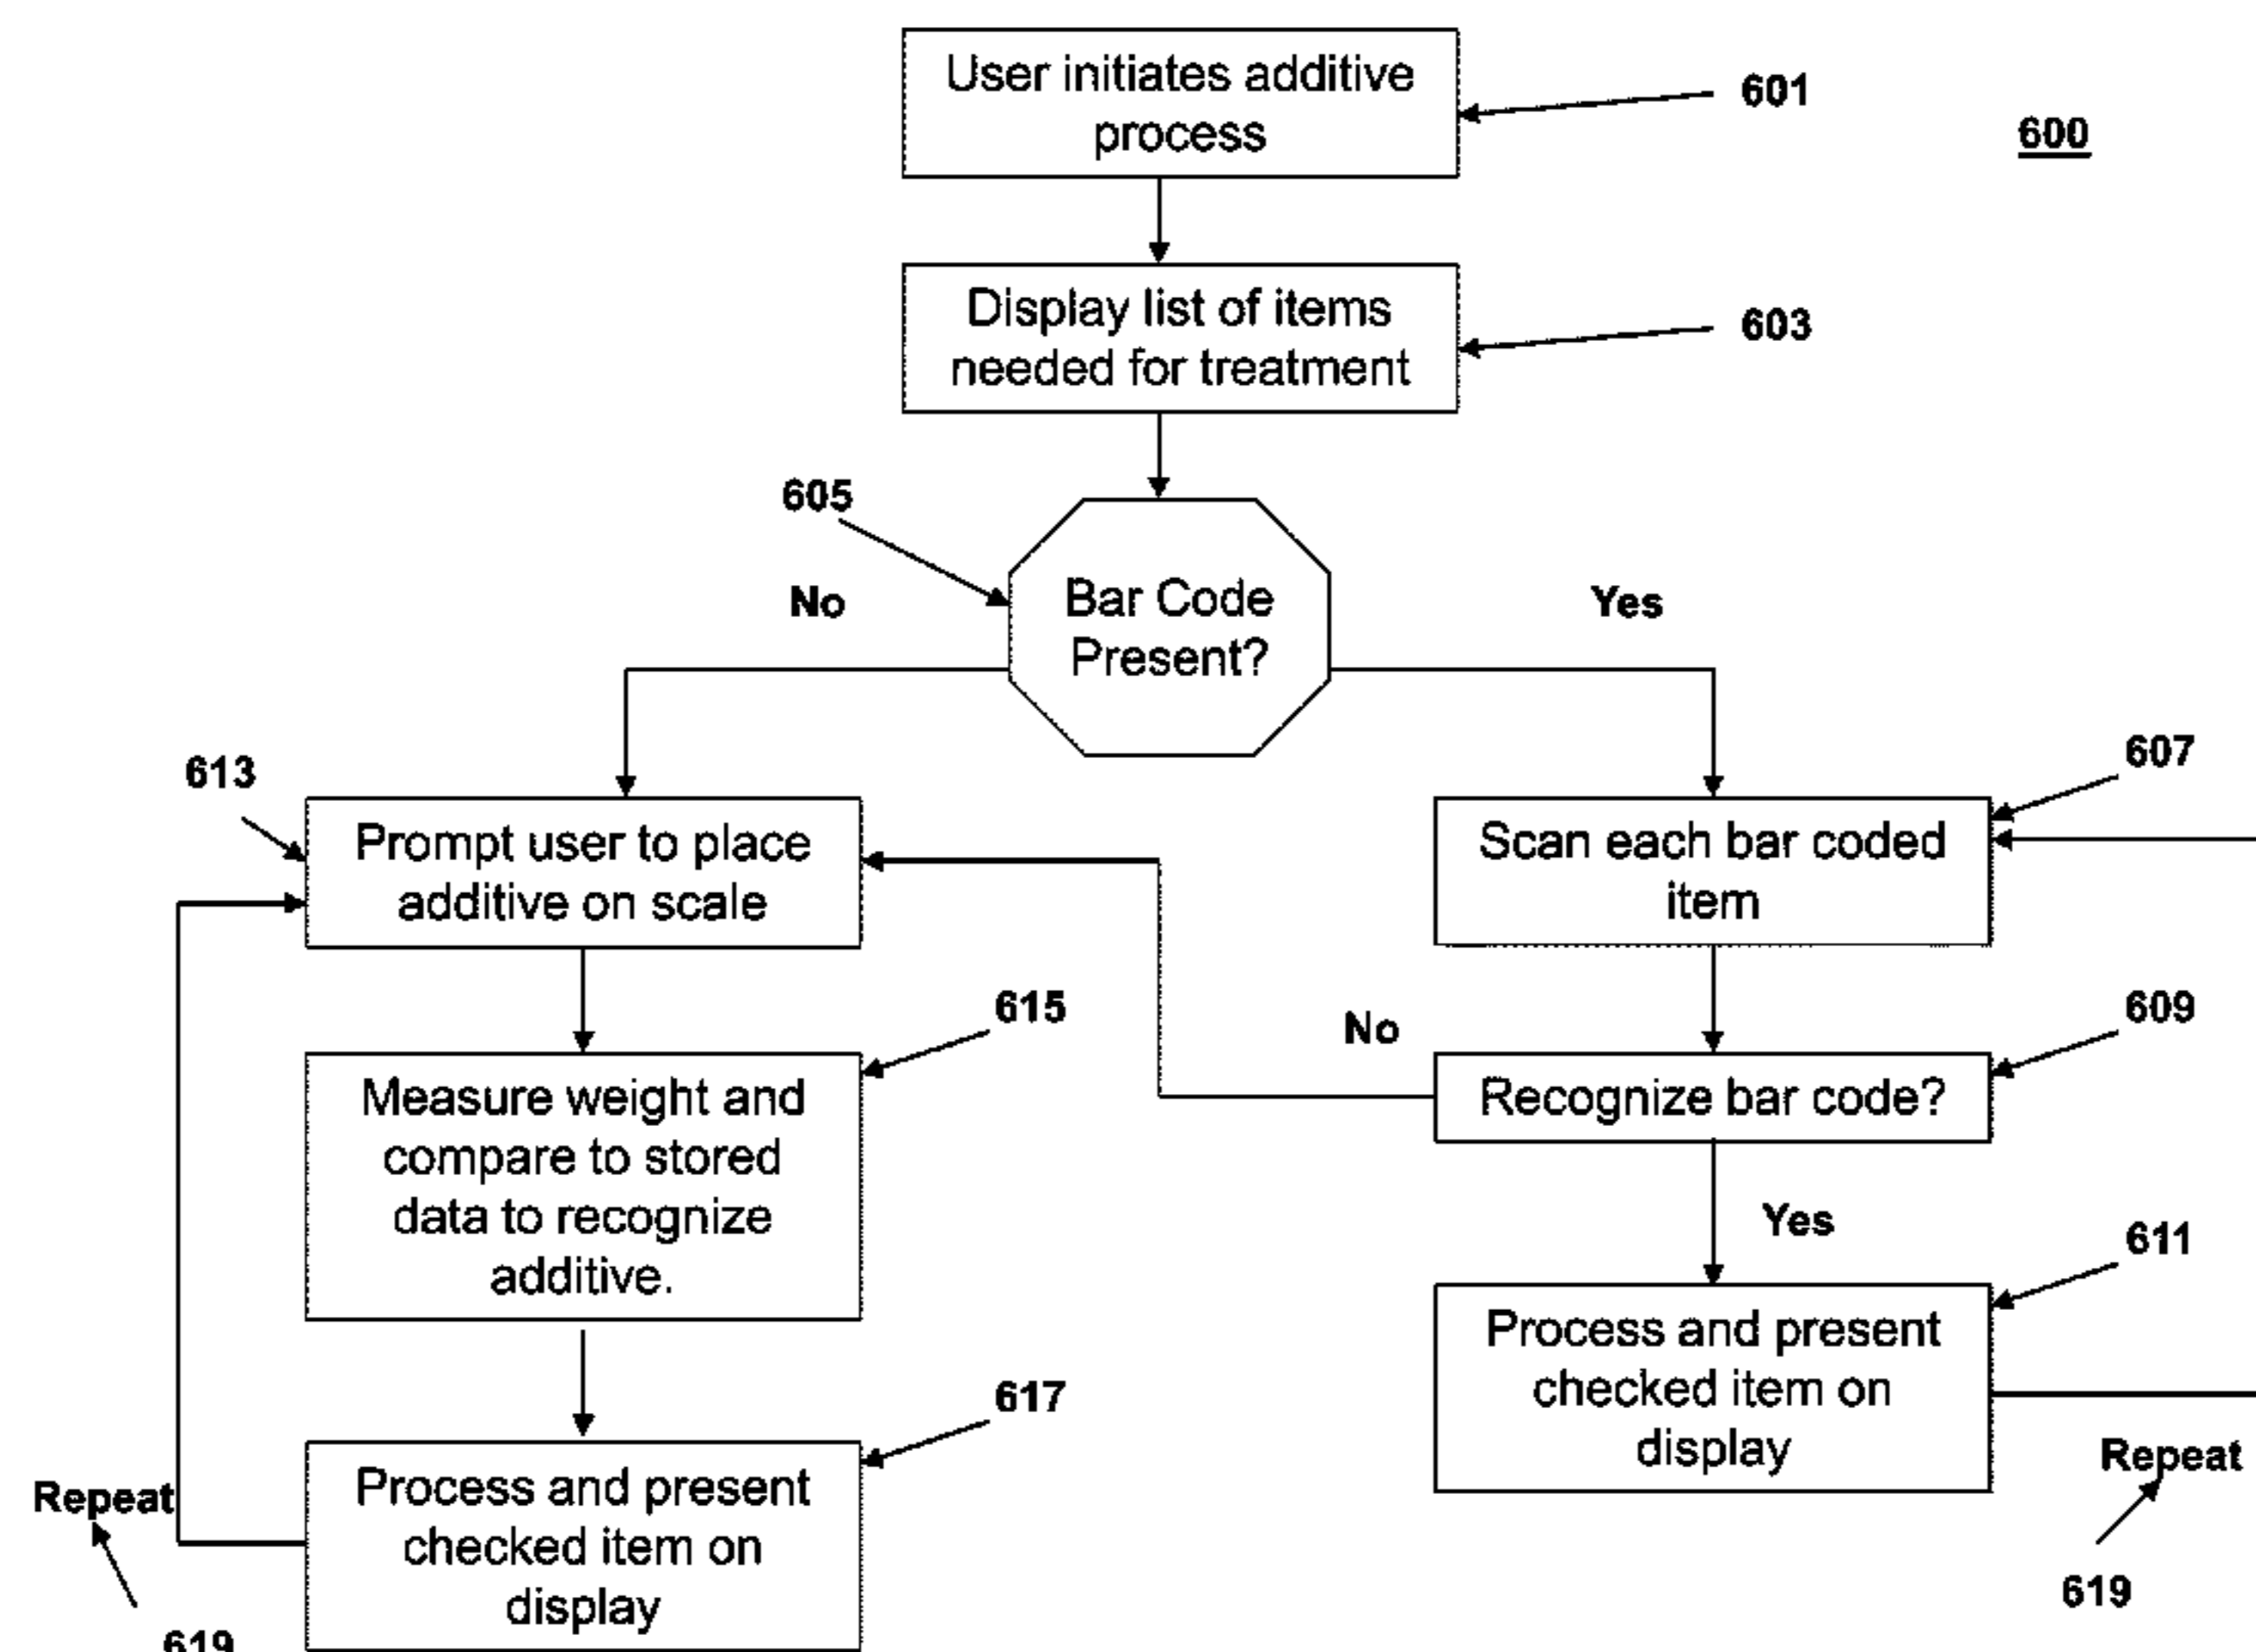 User initiates additive
process
601
600
Display list of items
needed for treatment
603
605
No
Bar Code
Present?
Yes
613
607
Prompt user to place
additive on scale
Scan each bar coded
item
615
No
609
Measure weight and
compare to stored
data to recognize
additive.
Recognize bar code?
Yes
611
617
Process and present
checked item on
display
Repeat
Process and present
checked item on
display
Repeat
619
619